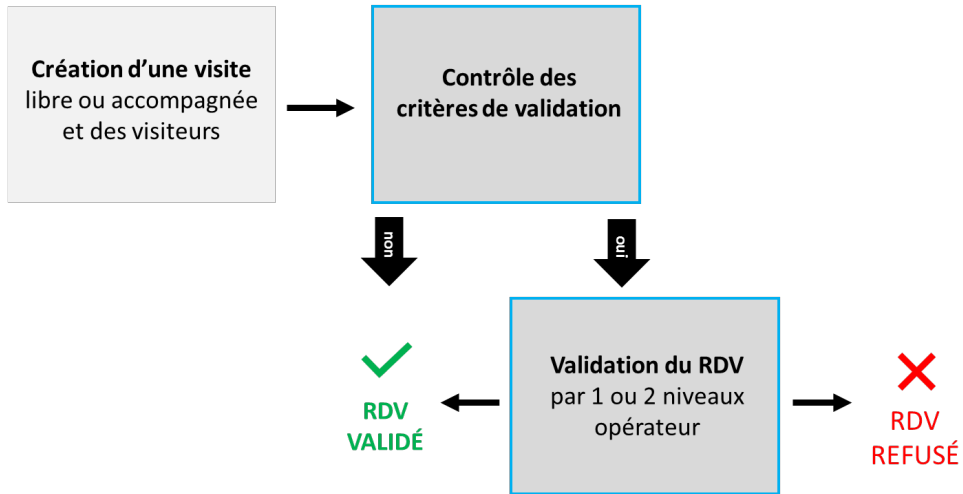 Création d'une visite
libre ou accompagnée
et des visiteurs
Contrôle des
critères de validation
non
oui
Validation du RDV
par 1 ou 2 niveaux
opérateur
RDV
VALIDÉ
RDV
REFUSÉ